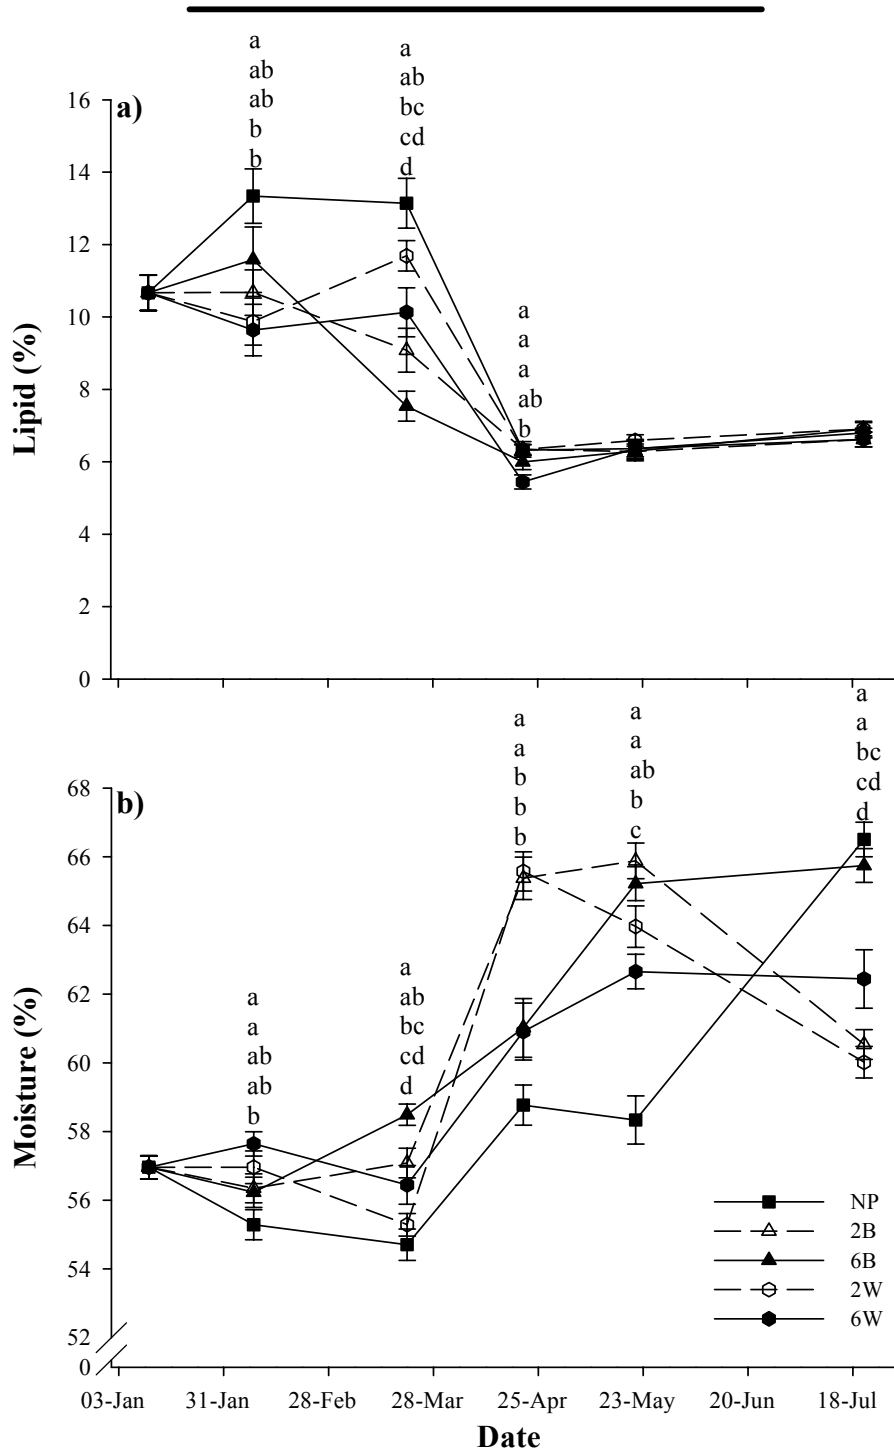 a
ab
ab
b
b
a
ab
bc
cd
d
16
a)
14
12
10
8
6
4
2
0
Lipid (%)
a
a
a
ab
b
a
a
b
b
b
a
a
ab
b
c
a
a
bc
cd
d
68
b)
66
64
62
60
58
56
54
52
0
Moisture (%)
a
a
ab
ab
b
a
ab
bc
cd
d
NP
2B
6B
2W
6W
03-Jan 31-Jan 28-Feb 28-Mar 25-Apr 23-May 20-Jun 18-Jul
Date